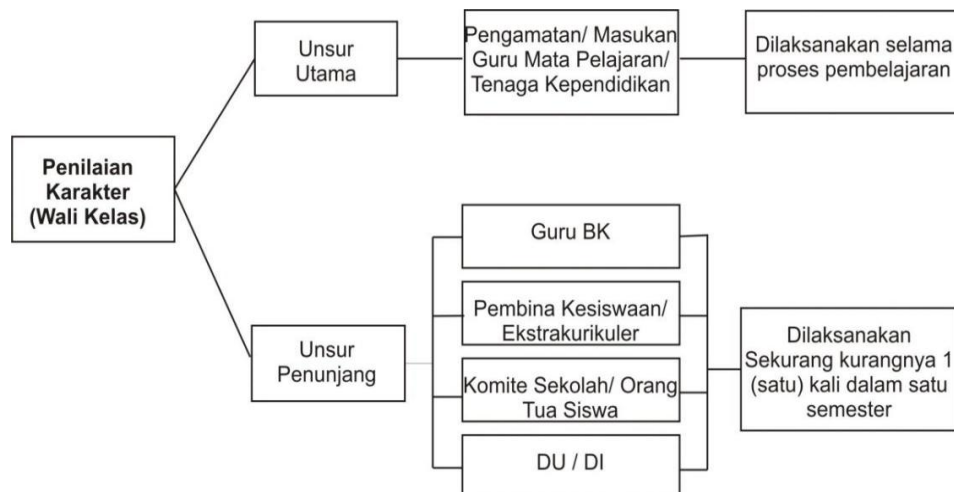 Penilaian
Karakter
(Wali Kelas)
Unsur
Utama
Pengamatan/ Masukan
Guru Mata Pelajaran/
Tenaga Kependidikan
Dilaksanakan selama
proses pembelajaran
Unsur
Penunjang
Guru BK
Pembina Kesiswaan/
Ekstrakurikuler
Komite Sekolah/ Orang
Tua Siswa
DU / DI
Dilaksanakan
Sekurang kurangnya 1
(satu) kali dalam satu
semester